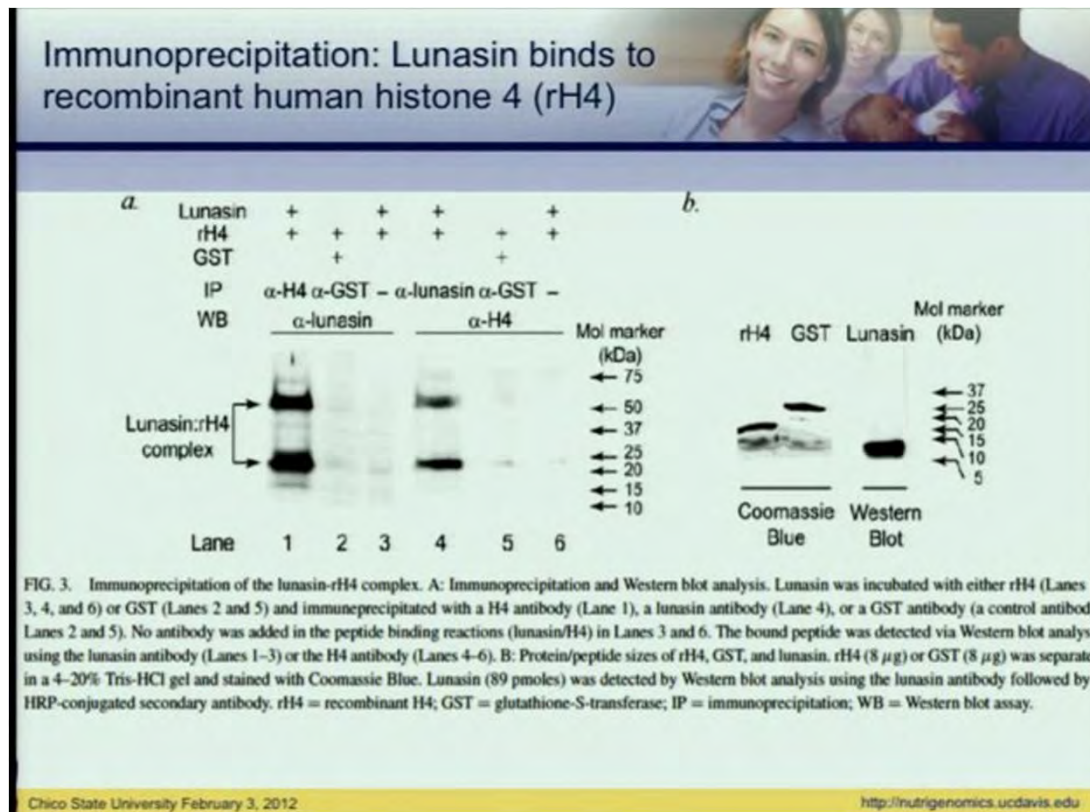 Immunoprecipitation: Lunasin binds to
recombinant human histone 4 (rH4)
a.
Lunasin + + + +
rH4 + + + + + +
GST + +
IP α-H4 α-GST – α-lunasin α-GST –
WB α-lunasin α-H4
Mol marker
(kDa)
75
50
37
25
20
15
10
Lunasin:rH4
complex
Lane 1 2 3 4 5 6
b.
rH4 GST Lunasin
Mol marker
(kDa)
37
25
20
15
10
5
Coomassie
Blue
Western
Blot
FIG. 3. Immunoprecipitation of the lunasin-rH4 complex. A: Immunoprecipitation and Western blot analysis. Lunasin was incubated with either rH4 (Lanes
3, 4, and 6) or GST (Lanes 2 and 5) and immuneprecipitated with a H4 antibody (Lane 1), a lunasin antibody (Lane 4), or a GST antibody (a control antibod
Lanes 2 and 5). No antibody was added in the peptide binding reactions (lunasin/H4) in Lanes 3 and 6. The bound peptide was detected via Western blot analys
using the lunasin antibody (Lanes 1–3) or the H4 antibody (Lanes 4–6). B: Protein/peptide sizes of rH4, GST, and lunasin. rH4 (8 μg) or GST (8 μg) was separate
in a 4–20% Tris-HCl gel and stained with Coomassie Blue. Lunasin (89 pmoles) was detected by Western blot analysis using the lunasin antibody followed by
HRP-conjugated secondary antibody. rH4 = recombinant H4; GST = glutathione-S-transferase; IP = immunoprecipitation; WB = Western blot assay.
Chico State University February 3, 2012
http://nutrigenomics.ucdavis.edu